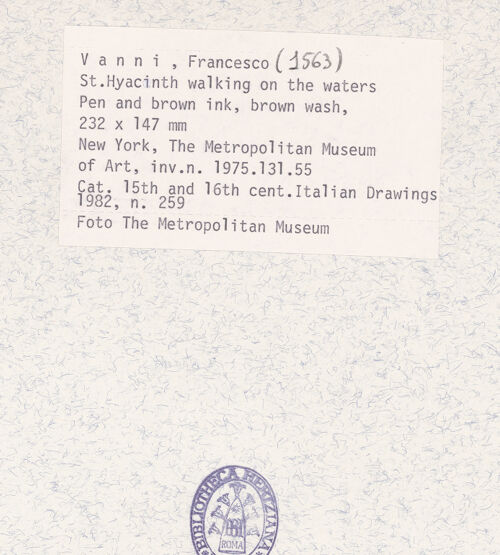 V a n n i , Francesco (1563)
St.Hyacinth walking on the waters
Pen and brown ink, brown wash,
232 x 147 mm
New York, The Metropolitan Museum
of Art, inv.n. 1975.131.55
Cat. 15th and 16th cent.Italian Drawings
1982, n. 259
Foto The Metropolitan Museum
BIBLIOTHECA HERTZIANA
ROMA